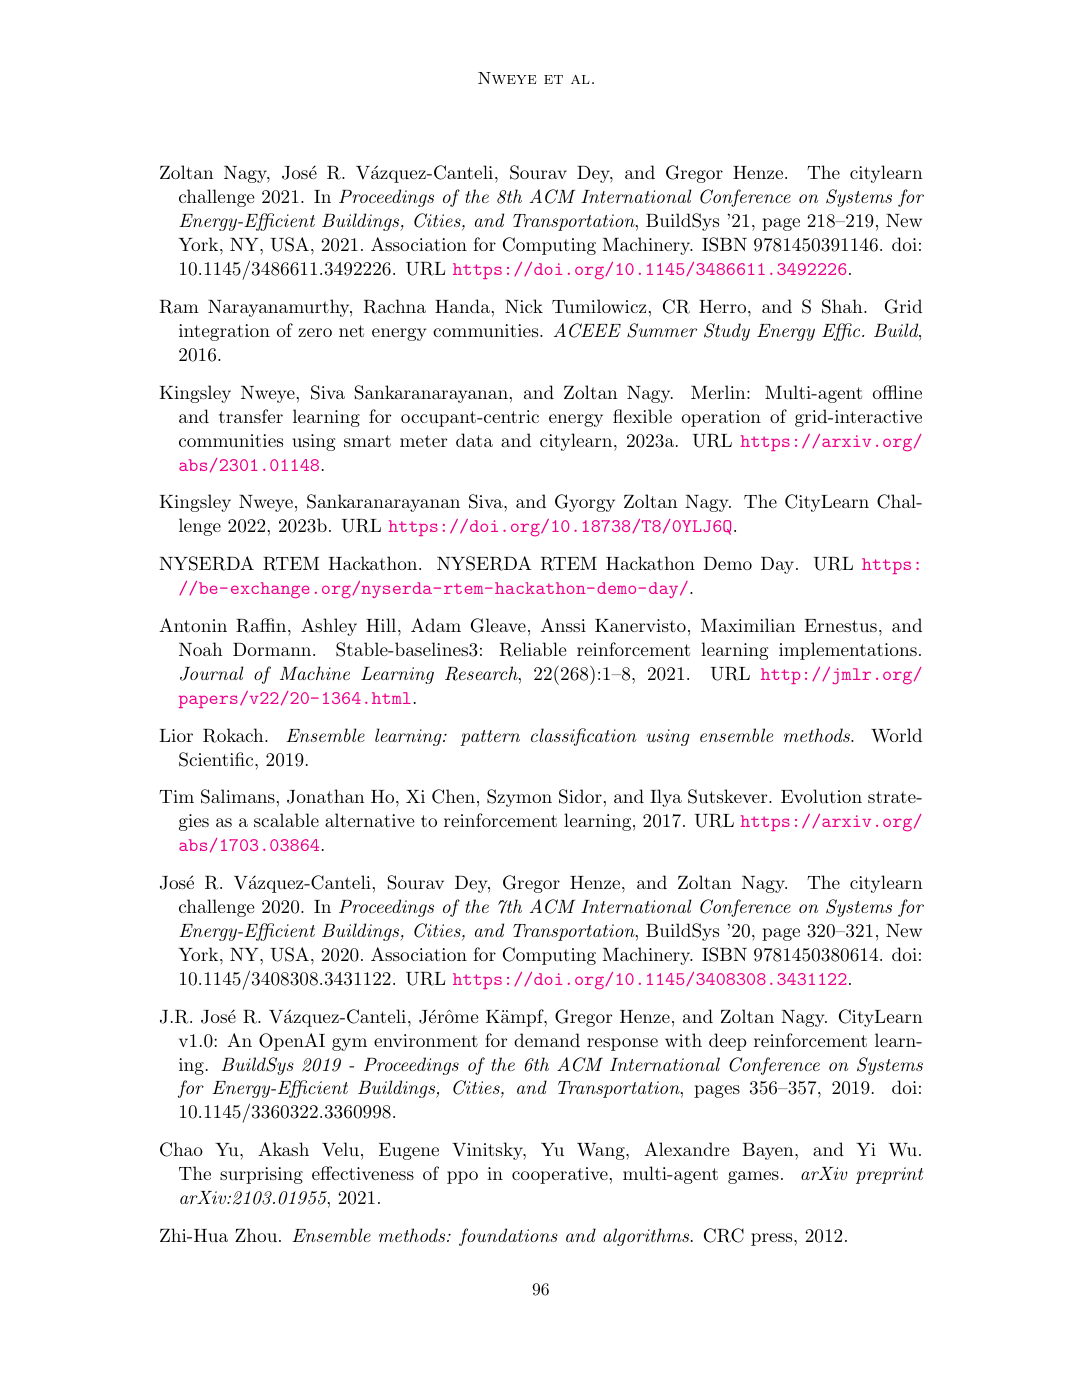 Nweye et al.
Zoltan Nagy, José R. Vázquez-Canteli, Sourav Dey, and Gregor Henze. The citylearn
challenge 2021. In Proceedings of the 8th ACM International Conference on Systems for
Energy-Efficient Buildings, Cities, and Transportation, BuildSys '21, page 218–219, New
York, NY, USA, 2021. Association for Computing Machinery. ISBN 9781450391146. doi:
10.1145/3486611.3492226. URL https://doi.org/10.1145/3486611.3492226.
Ram Narayanamurthy, Rachna Handa, Nick Tumilowicz, CR Herro, and S Shah. Grid
integration of zero net energy communities. ACEEE Summer Study Energy Effic. Build,
2016.
Kingsley Nweye, Siva Sankaranarayanan, and Zoltan Nagy. Merlin: Multi-agent offline
and transfer learning for occupant-centric energy flexible operation of grid-interactive
communities using smart meter data and citylearn, 2023a. URL https://arxiv.org/
abs/2301.01148.
Kingsley Nweye, Sankaranarayanan Siva, and Gyorgy Zoltan Nagy. The CityLearn Chal-
lenge 2022, 2023b. URL https://doi.org/10.18738/T8/0YLJ6Q.
NYSERDA RTEM Hackathon. NYSERDA RTEM Hackathon Demo Day. URL https:
//be-exchange.org/nyserda-rtem-hackathon-demo-day/.
Antonin Raffin, Ashley Hill, Adam Gleave, Anssi Kanervisto, Maximilian Ernestus, and
Noah Dormann. Stable-baselines3: Reliable reinforcement learning implementations.
Journal of Machine Learning Research, 22(268):1–8, 2021. URL http://jmlr.org/
papers/v22/20-1364.html.
Lior Rokach. Ensemble learning: pattern classification using ensemble methods. World
Scientific, 2019.
Tim Salimans, Jonathan Ho, Xi Chen, Szymon Sidor, and Ilya Sutskever. Evolution strate-
gies as a scalable alternative to reinforcement learning, 2017. URL https://arxiv.org/
abs/1703.03864.
José R. Vázquez-Canteli, Sourav Dey, Gregor Henze, and Zoltan Nagy. The citylearn
challenge 2020. In Proceedings of the 7th ACM International Conference on Systems for
Energy-Efficient Buildings, Cities, and Transportation, BuildSys '20, page 320–321, New
York, NY, USA, 2020. Association for Computing Machinery. ISBN 9781450380614. doi:
10.1145/3408308.3431122. URL https://doi.org/10.1145/3408308.3431122.
J.R. José R. Vázquez-Canteli, Jérôme Kämpf, Gregor Henze, and Zoltan Nagy. CityLearn
v1.0: An OpenAI gym environment for demand response with deep reinforcement learn-
ing. BuildSys 2019 - Proceedings of the 6th ACM International Conference on Systems
for Energy-Efficient Buildings, Cities, and Transportation, pages 356–357, 2019. doi:
10.1145/3360322.3360998.
Chao Yu, Akash Velu, Eugene Vinitsky, Yu Wang, Alexandre Bayen, and Yi Wu.
The surprising effectiveness of ppo in cooperative, multi-agent games. arXiv preprint
arXiv:2103.01955, 2021.
Zhi-Hua Zhou. Ensemble methods: foundations and algorithms. CRC press, 2012.
96